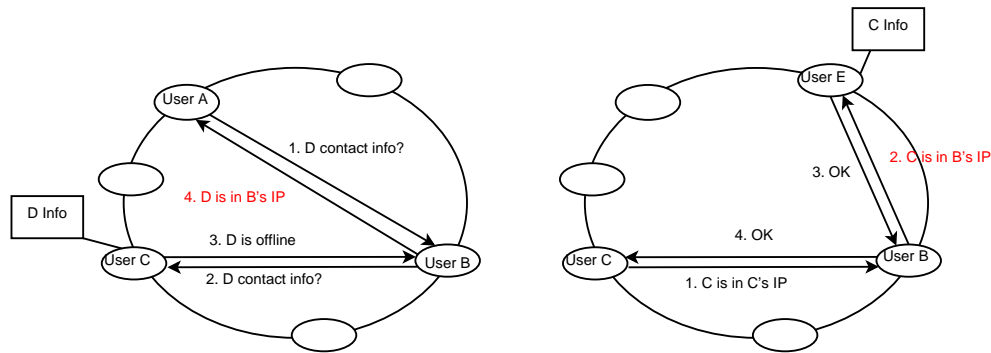 User A
1. D contact info?
4. D is in B's IP
D Info
3. D is offline
User C
User B
2. D contact info?
C Info
User E
2. C is in B's IP
3. OK
4. OK
User C
User B
1. C is in C's IP